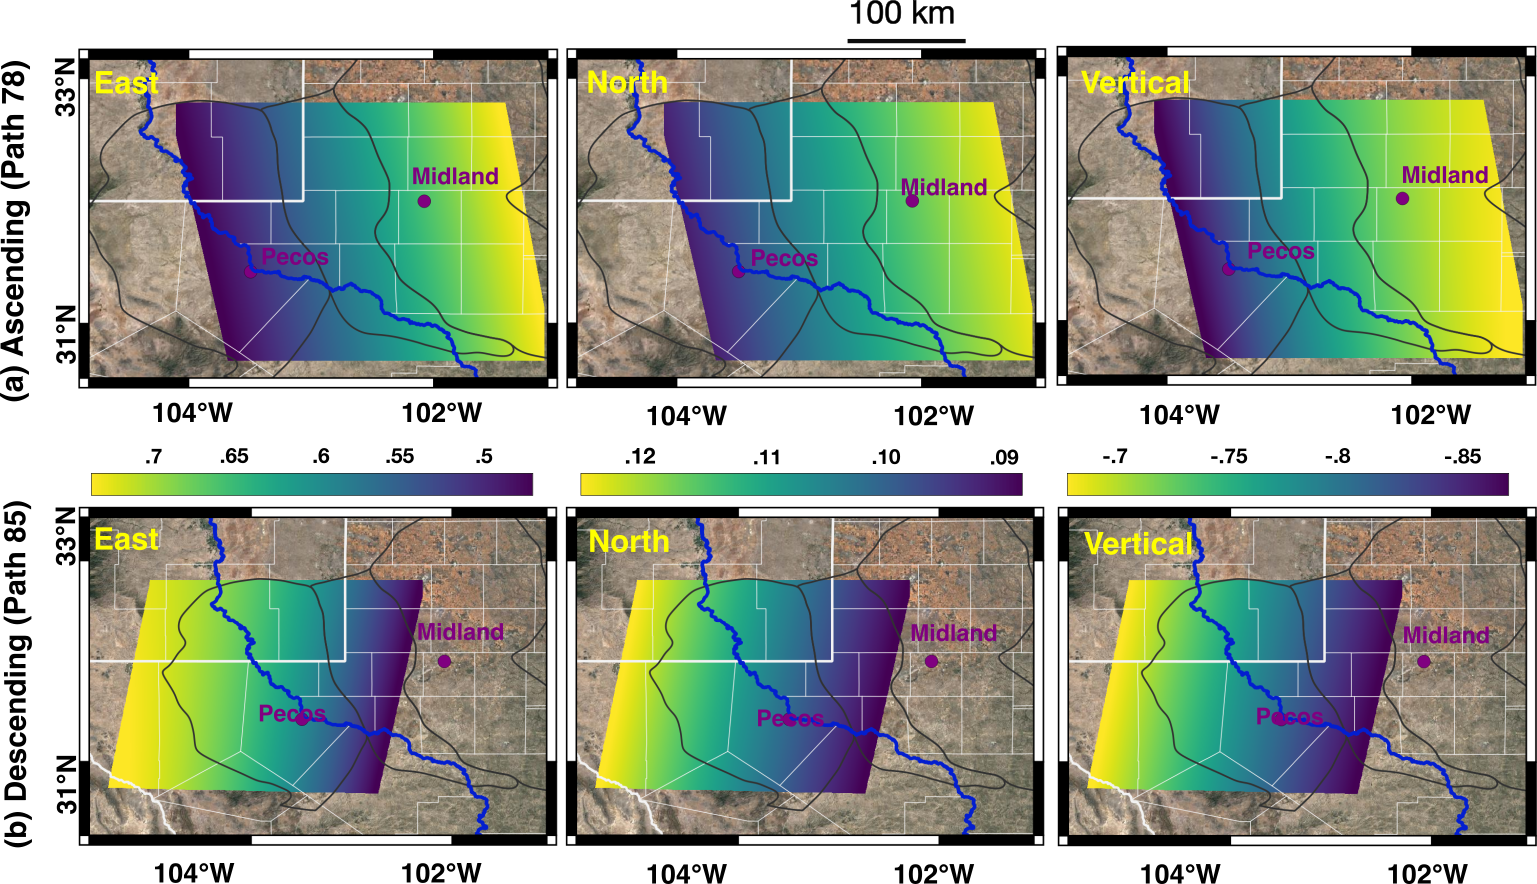 100 km
(a) Ascending (Path 78)
33°N
31°N
East
Midland
Pecos
104°W
102°W
North
Midland
Pecos
104°W
102°W
Vertical
Midland
Pecos
104°W
102°W
.7 .65 .6 .55 .5
.12 .11 .10 .09
-.7 -.75 -.8 -.85
(b) Descending (Path 85)
33°N
31°N
East
Midland
Pecos
104°W
102°W
North
Midland
Pecos
104°W
102°W
Vertical
Midland
Pecos
104°W
102°W